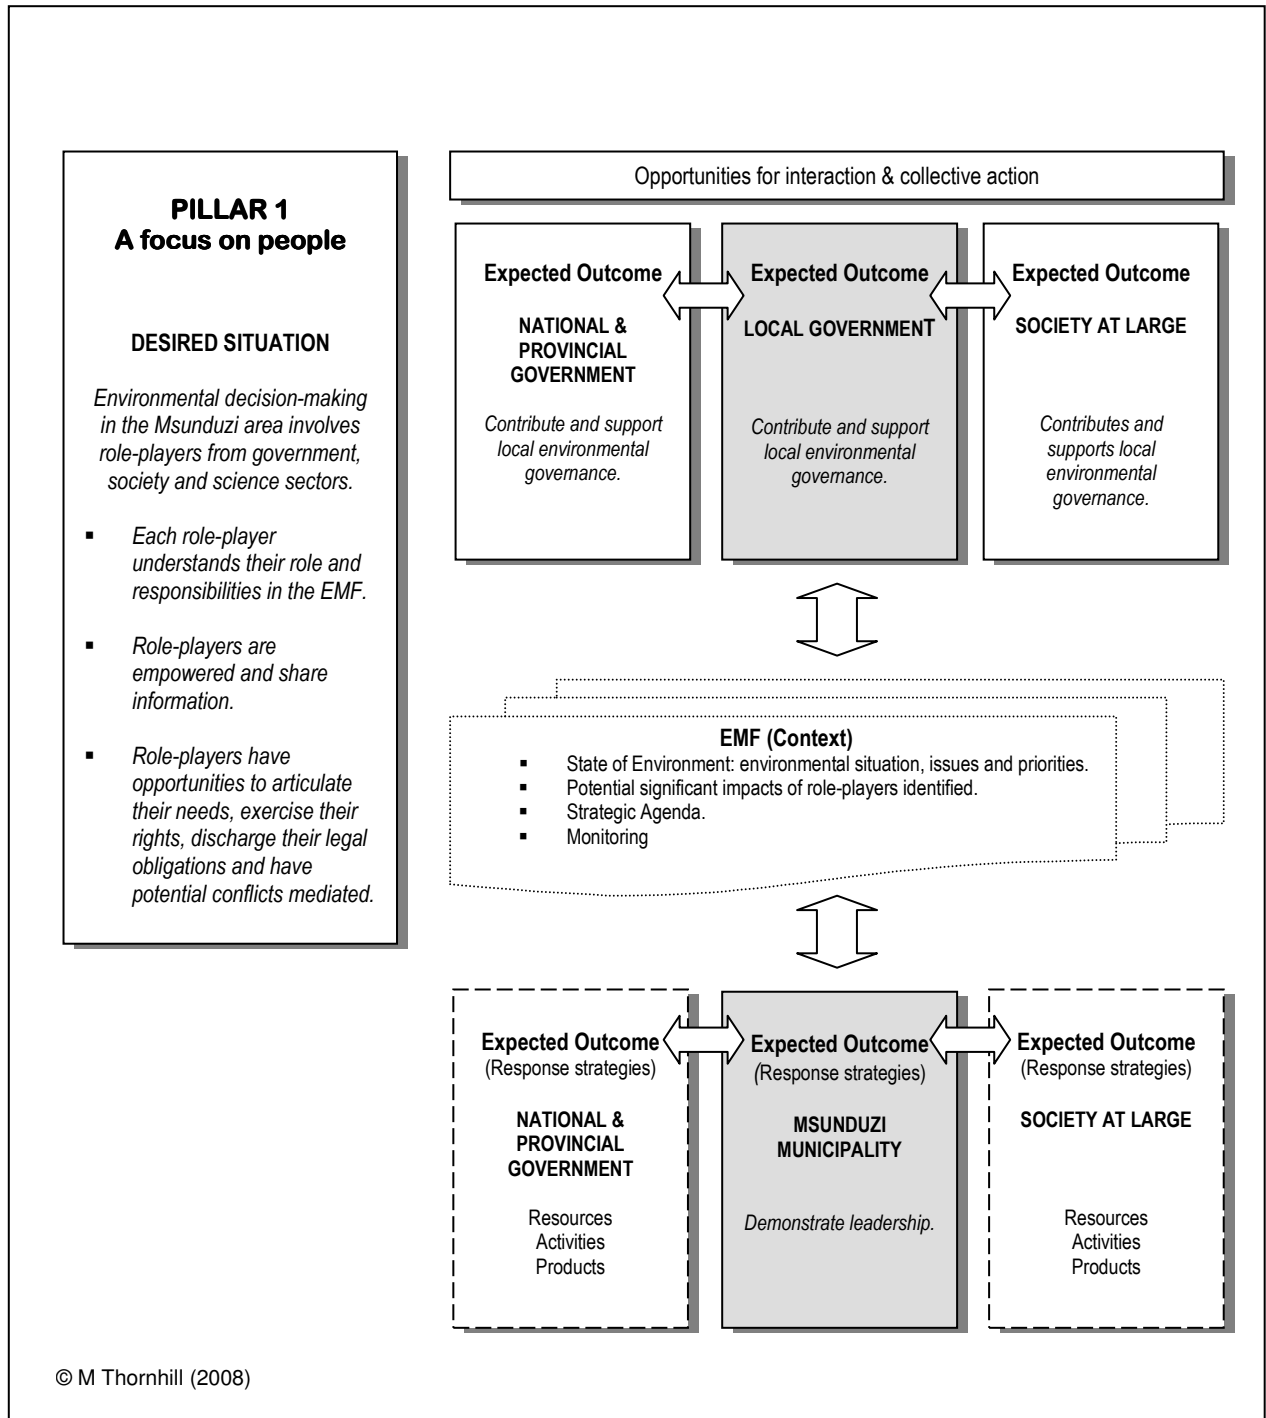 PILLAR 1
A focus on people
DESIRED SITUATION
Environmental decision-making
in the Msunduzi area involves
role-players from government,
society and science sectors.
▪ Each role-player
understands their role and
responsibilities in the EMF.
▪ Role-players are
empowered and share
information.
▪ Role-players have
opportunities to articulate
their needs, exercise their
rights, discharge their legal
obligations and have
potential conflicts mediated.
Opportunities for interaction & collective action
Expected Outcome
NATIONAL &
PROVINCIAL
GOVERNMENT
Contribute and support
local environmental
governance.
Expected Outcome
LOCAL GOVERNMENT
Contribute and support
local environmental
governance.
Expected Outcome
SOCIETY AT LARGE
Contributes and
supports local
environmental
governance.
EMF (Context)
▪ State of Environment: environmental situation, issues and priorities.
▪ Potential significant impacts of role-players identified.
▪ Strategic Agenda.
▪ Monitoring
Expected Outcome
(Response strategies)
NATIONAL &
PROVINCIAL
GOVERNMENT
Resources
Activities
Products
Expected Outcome
(Response strategies)
MSUNDUZI
MUNICIPALITY
Demonstrate leadership.
Expected Outcome
(Response strategies)
SOCIETY AT LARGE
Resources
Activities
Products
© M Thornhill (2008)